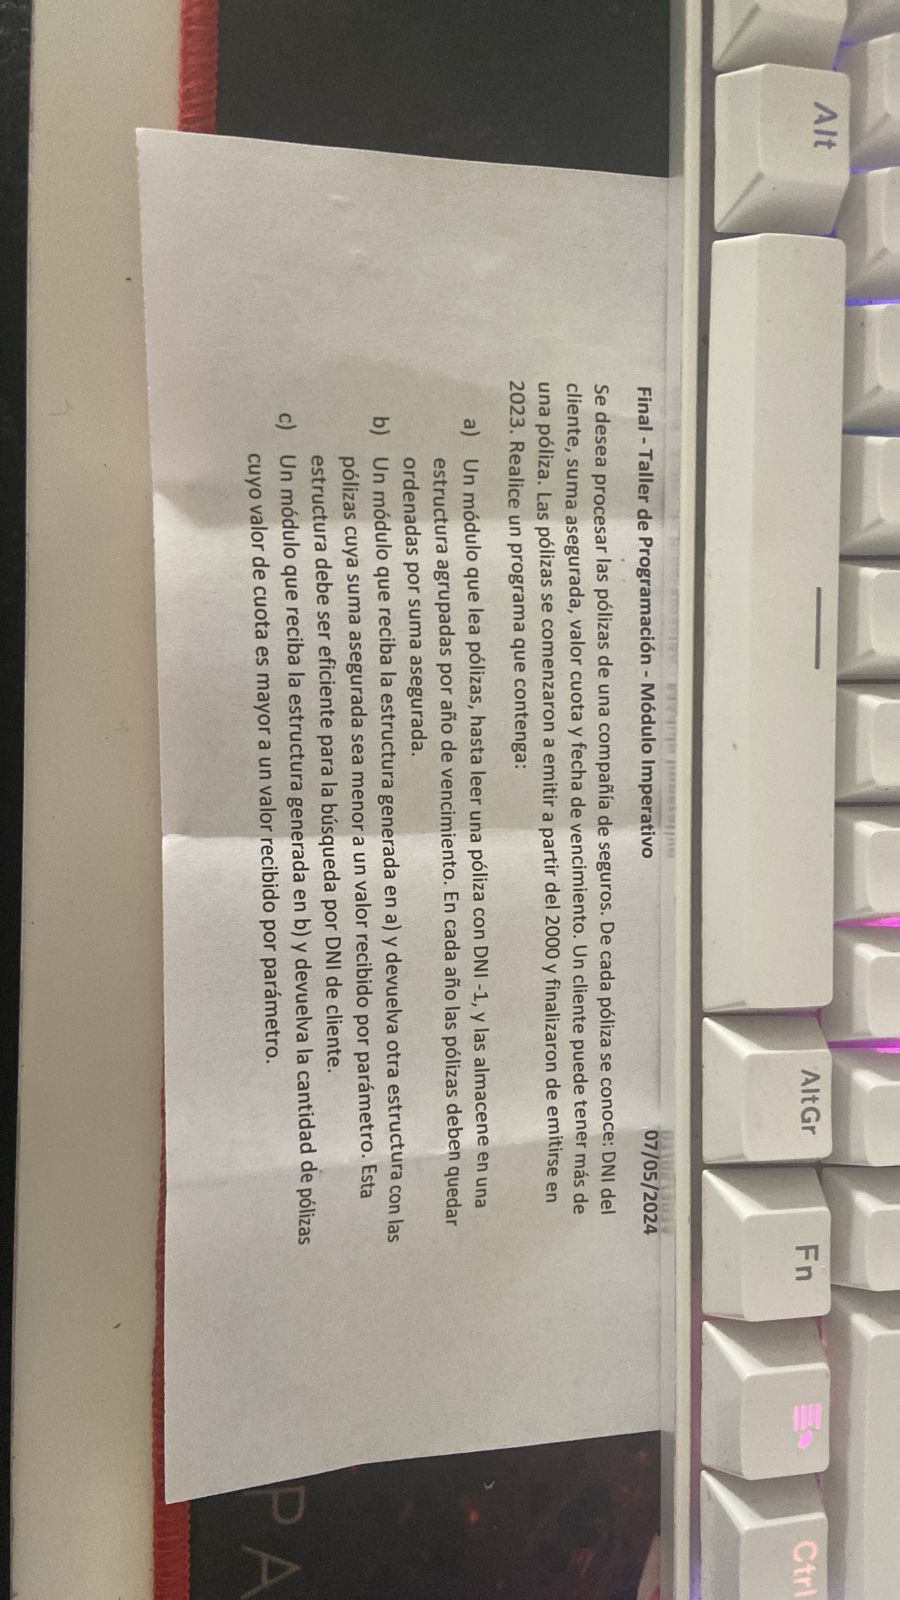 Alt
AltGr
Fn
Ctrl
Final - Taller de Programación - Módulo Imperativo
07/05/2024
Se desea procesar las pólizas de una compañía de seguros. De cada póliza se conoce: DNI del
cliente, suma asegurada, valor cuota y fecha de vencimiento. Un cliente puede tener más de
una póliza. Las pólizas se comenzaron a emitir a partir del 2000 y finalizaron de emitirse en
2023. Realice un programa que contenga:
a) Un módulo que lea pólizas, hasta leer una póliza con DNI -1, y las almacene en una
estructura agrupadas por año de vencimiento. En cada año las pólizas deben quedar
ordenadas por suma asegurada.
b) Un módulo que reciba la estructura generada en a) y devuelva otra estructura con las
pólizas cuya suma asegurada sea menor a un valor recibido por parámetro. Esta
estructura debe ser eficiente para la búsqueda por DNI de cliente.
c) Un módulo que reciba la estructura generada en b) y devuelva la cantidad de pólizas
cuyo valor de cuota es mayor a un valor recibido por parámetro.
PA